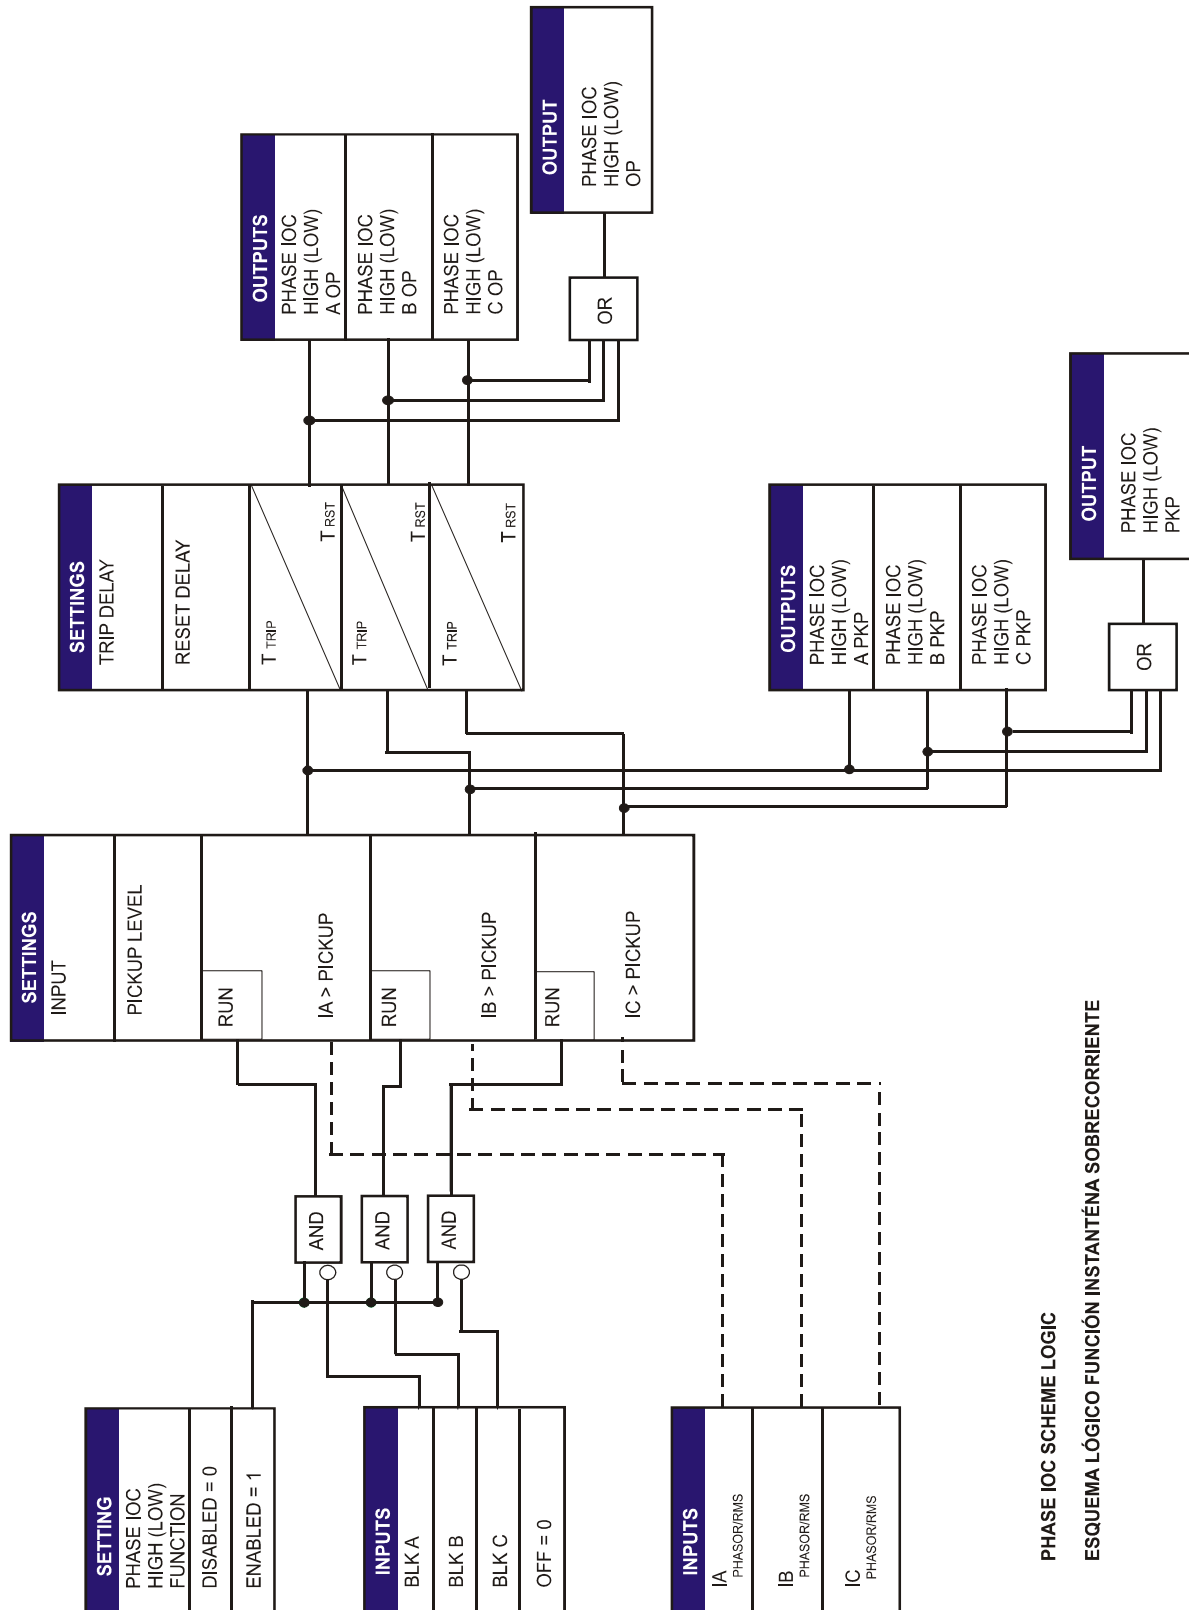 SETTING
PHASE IOC
HIGH (LOW)
FUNCTION
DISABLED = 0
ENABLED = 1
INPUTS
BLK A
BLK B
BLK C
OFF = 0
INPUTS
IA
PHASOR/RMS
IB
PHASOR/RMS
IC
PHASOR/RMS
AND
AND
AND
SETTINGS
INPUT
PICKUP LEVEL
RUN
IA > PICKUP
RUN
IB > PICKUP
RUN
IC > PICKUP
SETTINGS
TRIP DELAY
RESET DELAY
T TRIP
T RST
T TRIP
T RST
T TRIP
T RST
OUTPUTS
PHASE IOC
HIGH (LOW)
A OP
PHASE IOC
HIGH (LOW)
B OP
PHASE IOC
HIGH (LOW)
C OP
OR
OUTPUT
PHASE IOC
HIGH (LOW)
OP
OUTPUTS
PHASE IOC
HIGH (LOW)
A PKP
PHASE IOC
HIGH (LOW)
B PKP
PHASE IOC
HIGH (LOW)
C PKP
OR
OUTPUT
PHASE IOC
HIGH (LOW)
PKP
PHASE IOC SCHEME LOGIC
ESQUEMA LÓGICO FUNCIÓN INSTANTÉNA SOBRECORRIENTE